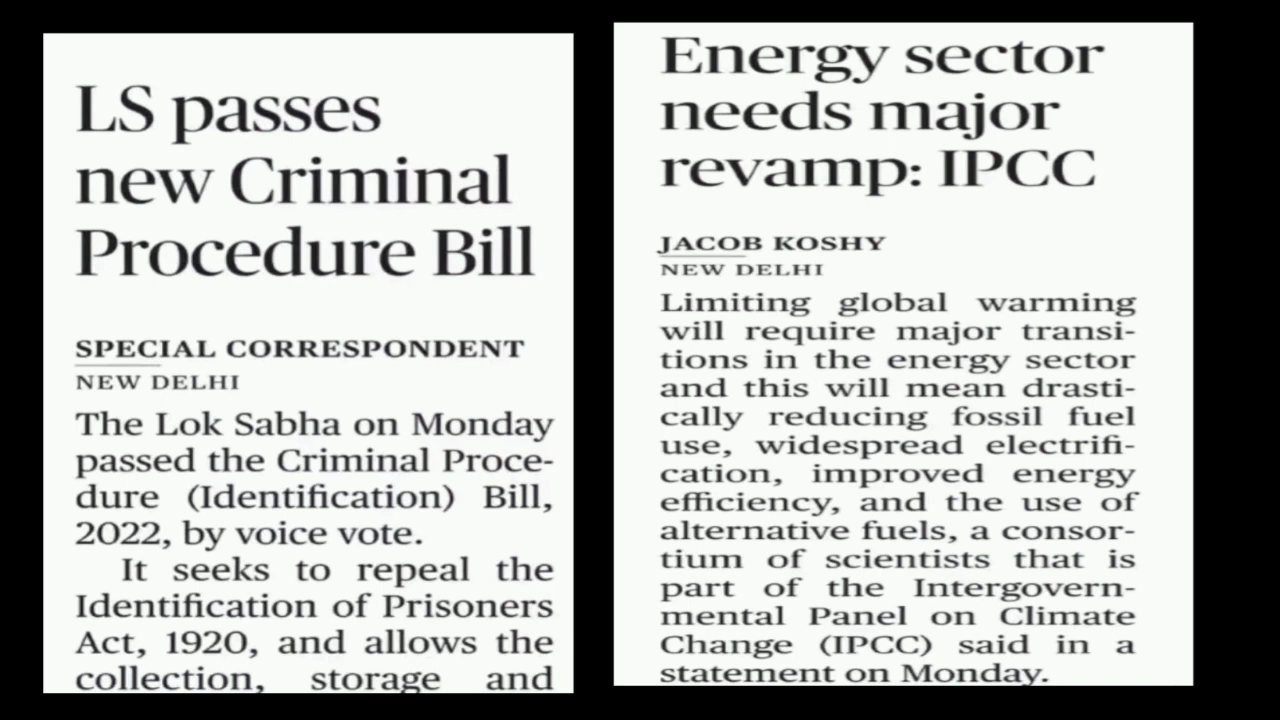 LS passes
new Criminal
Procedure Bill
SPECIAL CORRESPONDENT
NEW DELHI
The Lok Sabha on Monday
passed the Criminal Proce-
dure (Identification) Bill,
2022, by voice vote.
It seeks to repeal the
Identification of Prisoners
Act, 1920, and allows the
collection, storage and
Energy sector
needs major
revamp: IPCC
JACOB KOSHY
NEW DELHI
Limiting global warming
will require major transi-
tions in the energy sector
and this will mean drasti-
cally reducing fossil fuel
use, widespread electrifi-
cation, improved energy
efficiency, and the use of
alternative fuels, a consor-
tium of scientists that is
part of the Intergovern-
mental Panel on Climate
Change (IPCC) said in a
statement on Monday.